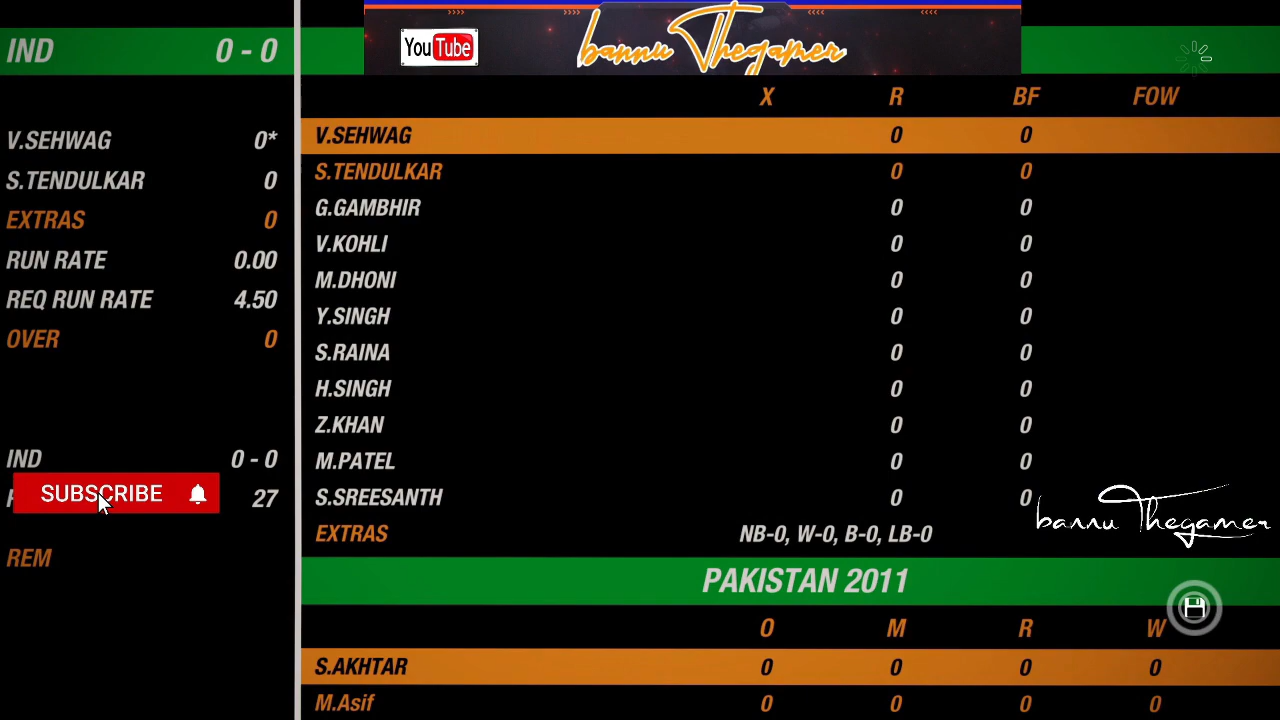 You Tube
bannu Thegamer
IND 0 - 0
V.SEHWAG 0*
S.TENDULKAR 0
EXTRAS 0
RUN RATE 0.00
REQ RUN RATE 4.50
OVER 0
IND 0 - 0
SUBSCRIBE
27
REM
X R BF FOW
V.SEHWAG 0 0
S.TENDULKAR 0 0
G.GAMBHIR 0 0
V.KOHLI 0 0
M.DHONI 0 0
Y.SINGH 0 0
S.RAINA 0 0
H.SINGH 0 0
Z.KHAN 0 0
M.PATEL 0 0
S.SREESANTH 0 0
EXTRAS NB-0, W-0, B-0, LB-0
bannu Thegamer
PAKISTAN 2011
O M R W
S.AKHTAR 0 0 0 0
M.Asif 0 0 0 0